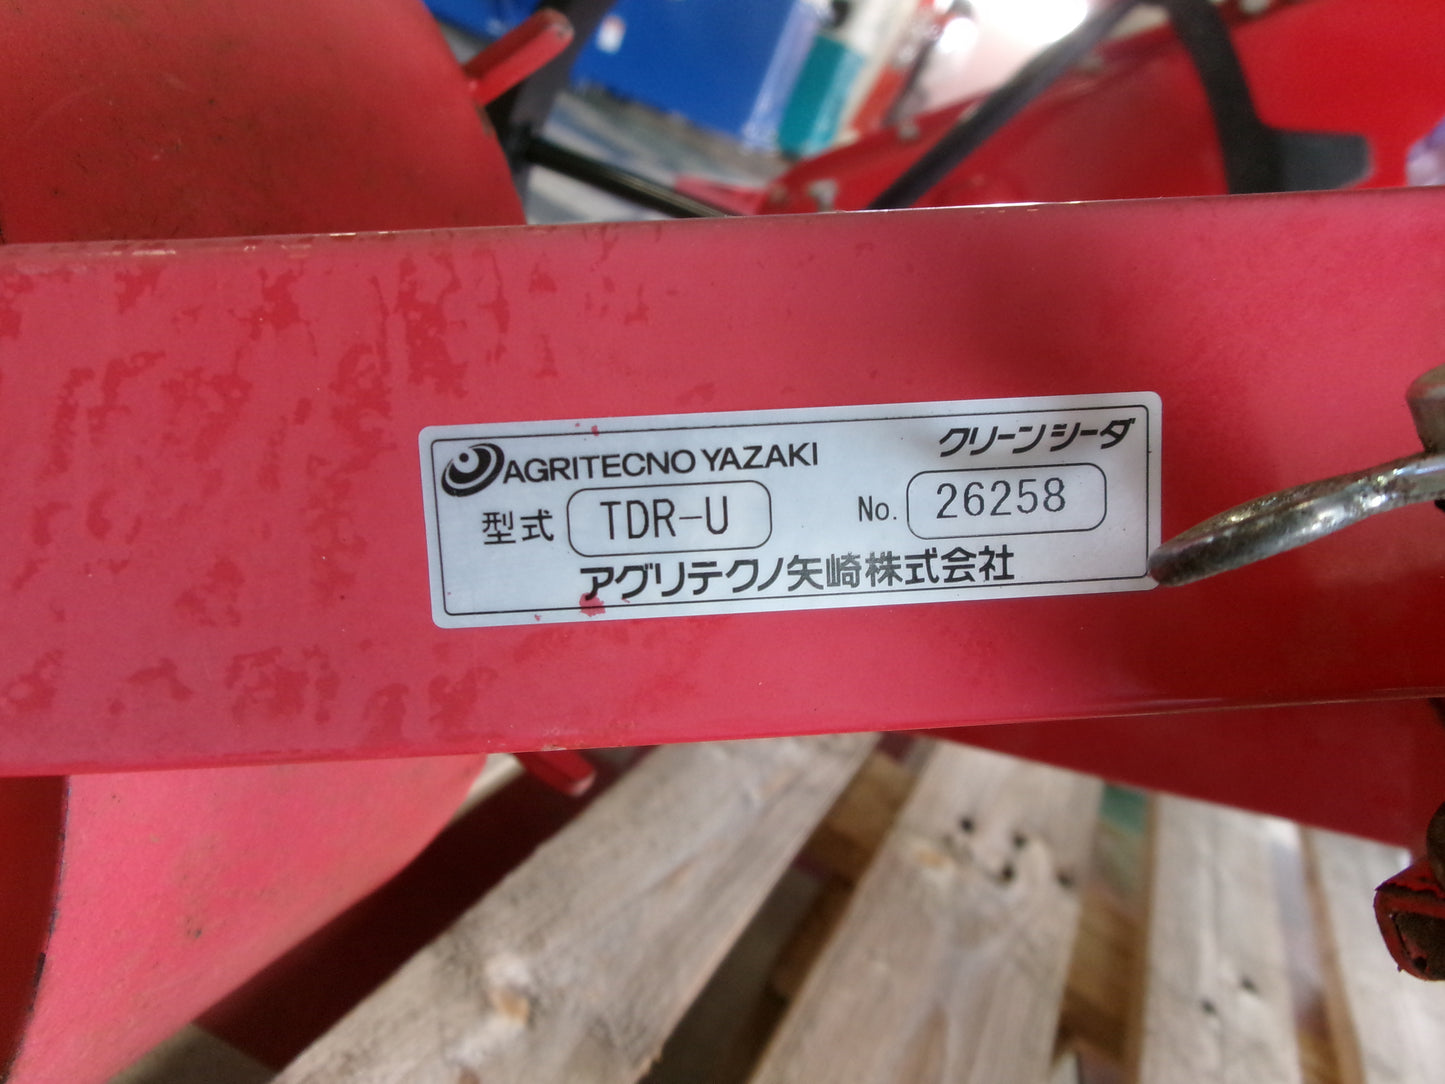 AGRITECNO YAZAKI クリーンシーダ
型式 TDR-U No. 26258
アグリテクノ矢崎株式会社